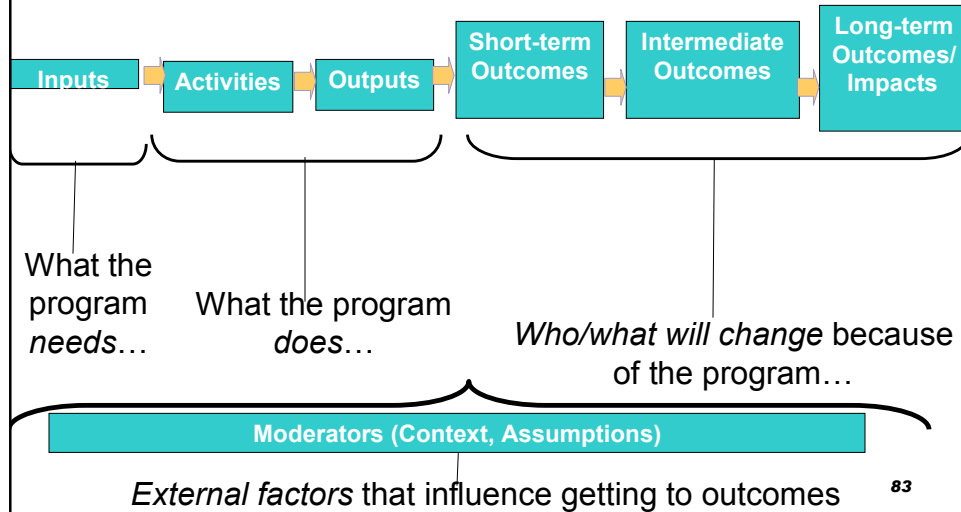 Inputs
Activities
Outputs
Short-term
Outcomes
Intermediate
Outcomes
Long-term
Outcomes/
Impacts
What the
program
needs…
What the program
does…
Who/what will change because
of the program…
Moderators (Context, Assumptions)
External factors that influence getting to outcomes
83